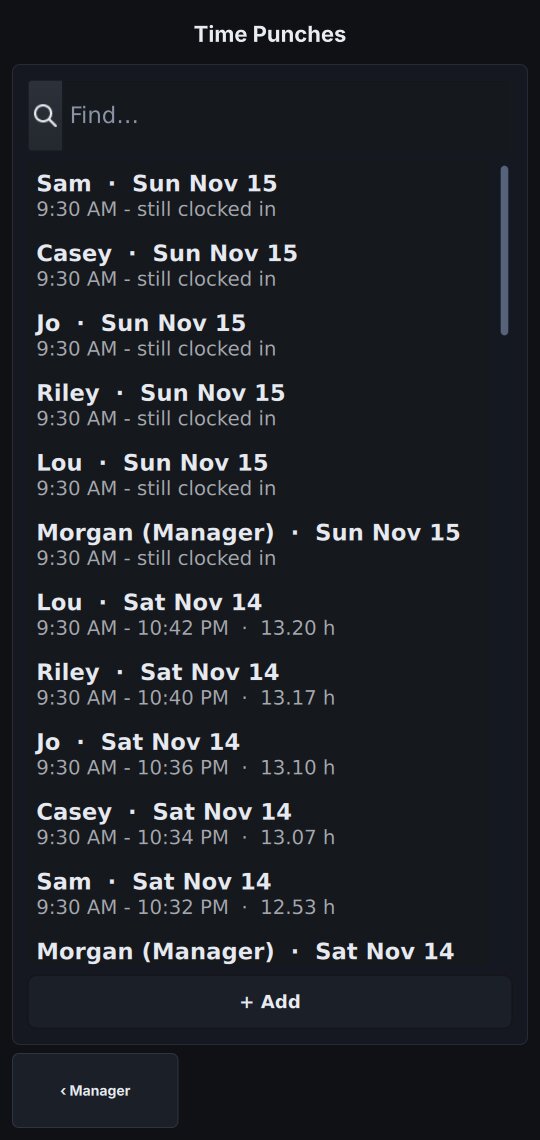 Time Punches
Find...
Sam · Sun Nov 15
9:30 AM - still clocked in
Casey · Sun Nov 15
9:30 AM - still clocked in
Jo · Sun Nov 15
9:30 AM - still clocked in
Riley · Sun Nov 15
9:30 AM - still clocked in
Lou · Sun Nov 15
9:30 AM - still clocked in
Morgan (Manager) · Sun Nov 15
9:30 AM - still clocked in
Lou · Sat Nov 14
9:30 AM - 10:42 PM · 13.20 h
Riley · Sat Nov 14
9:30 AM - 10:40 PM · 13.17 h
Jo · Sat Nov 14
9:30 AM - 10:36 PM · 13.10 h
Casey · Sat Nov 14
9:30 AM - 10:34 PM · 13.07 h
Sam · Sat Nov 14
9:30 AM - 10:32 PM · 12.53 h
Morgan (Manager) · Sat Nov 14
+ Add
‹ Manager